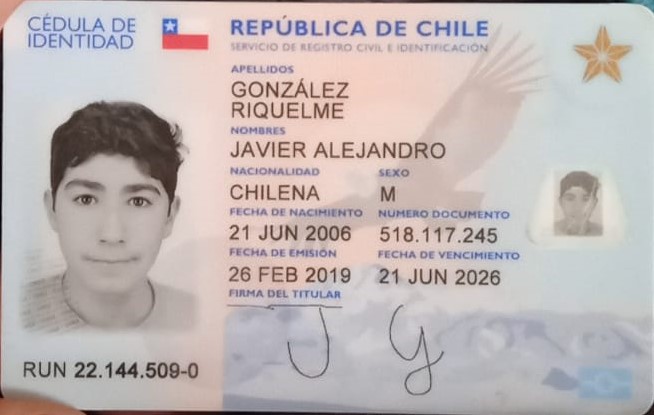 CÉDULA DE
IDENTIDAD
REPÚBLICA DE CHILE
SERVICIO DE REGISTRO CIVIL E IDENTIFICACIÓN
APELLIDOS
GONZÁLEZ
RIQUELME
NOMBRES
JAVIER ALEJANDRO
NACIONALIDAD SEXO
CHILENA M
FECHA DE NACIMIENTO NUMERO DOCUMENTO
21 JUN 2006 518.117.245
FECHA DE EMISIÓN FECHA DE VENCIMIENTO
26 FEB 2019 21 JUN 2026
FIRMA DEL TITULAR
J y
RUN 22.144.509-0